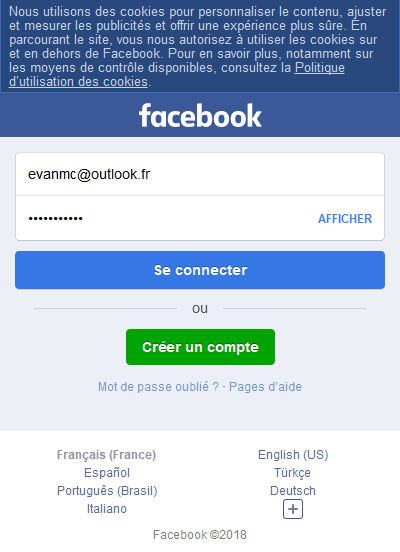 Nous utilisons des cookies pour personnaliser le contenu, ajuster
et mesurer les publicités et offrir une expérience plus sûre. En
parcourant le site, vous nous autorisez à utiliser les cookies sur
et en dehors de Facebook. Pour en savoir plus, notamment sur
les moyens de contrôle disponibles, consultez la Politique
d’utilisation des cookies.
facebook
evanmc@outlook.fr
••••••••••• AFFICHER
Se connecter
ou
Créer un compte
Mot de passe oublié ? · Pages d’aide
Français (France) English (US)
Español Türkçe
Português (Brasil) Deutsch
Italiano +
Facebook ©2018